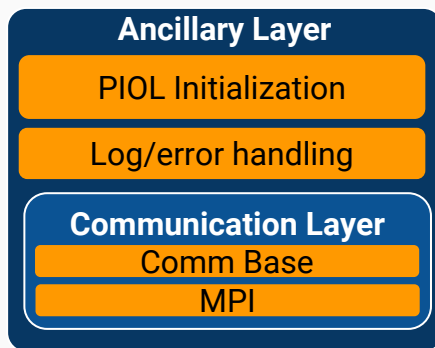 Ancillary Layer
PIOL Initialization
Log/error handling
Communication Layer
Comm Base
MPI